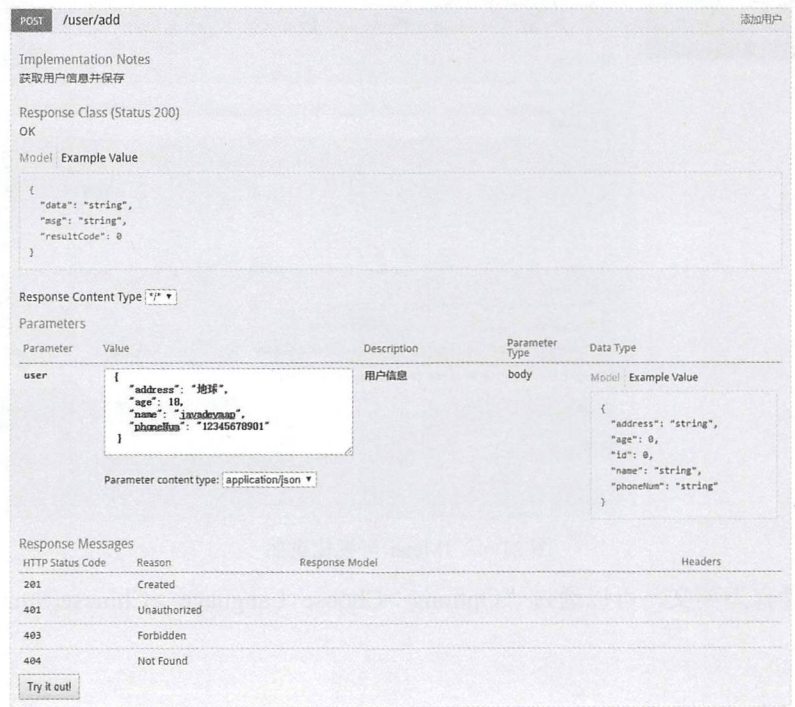 POST /user/add 添加用户
Implementation Notes
获取用户信息并保存
Response Class (Status 200)
OK
Model Example Value
{
"data": "string",
"msg": "string",
"resultCode": 0
}
Response Content Type */* ▼
Parameters
Parameter Value Description Parameter Type Data Type
user
{
"address": "地球",
"age": 18,
"name": "javadevmap",
"phoneNum": "12345678901"
}
Parameter content type: application/json ▼
用户信息
body
Model Example Value
{
"address": "string",
"age": 0,
"id": 0,
"name": "string",
"phoneNum": "string"
}
Response Messages
HTTP Status Code Reason Response Model Headers
201 Created
401 Unauthorized
403 Forbidden
404 Not Found
Try it out!